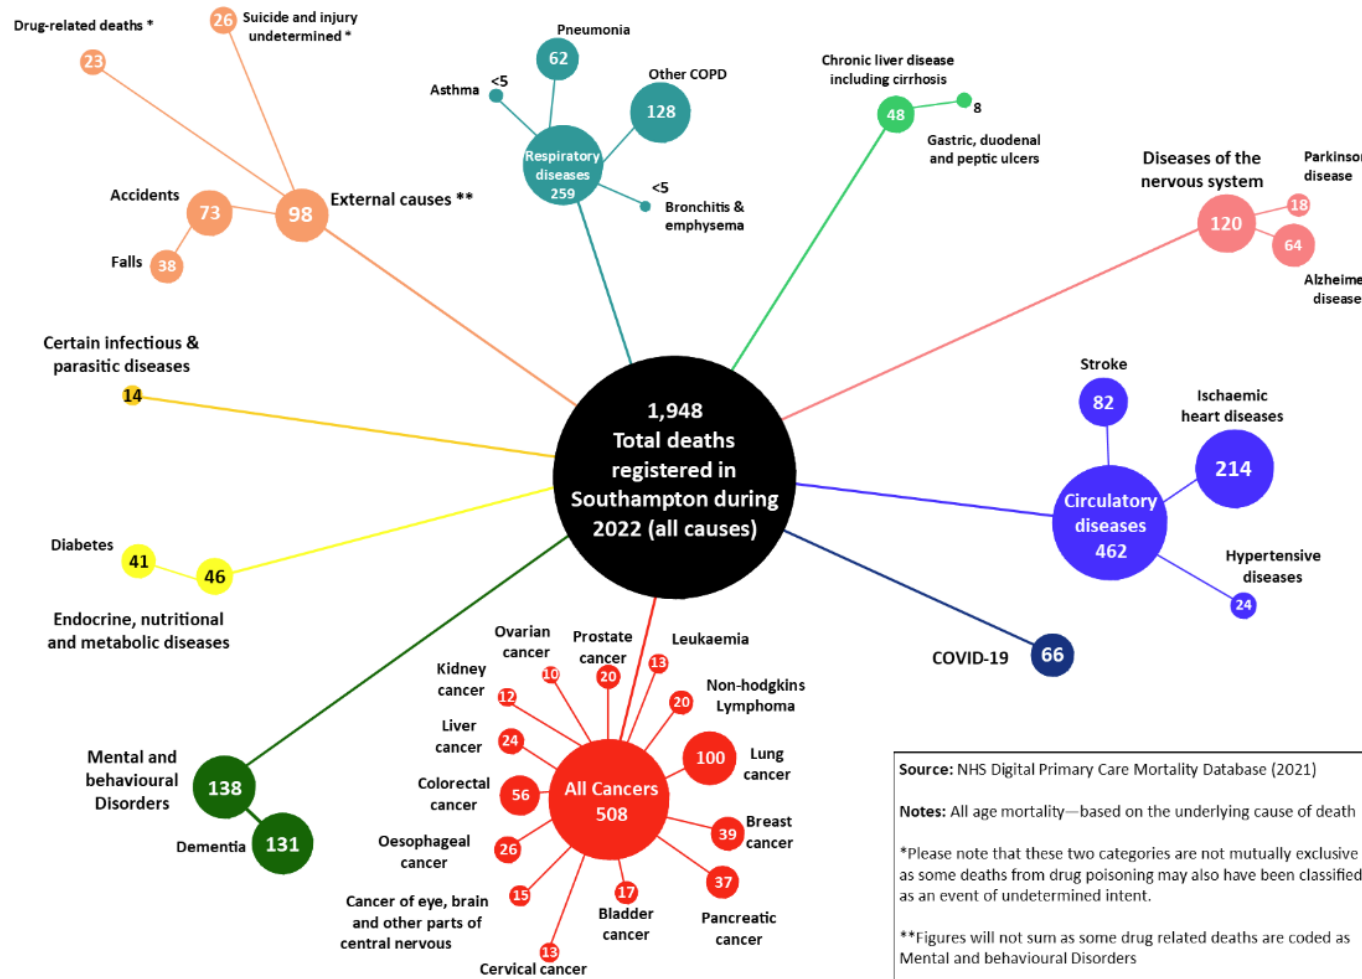 Drug-related deaths *
23
26
Suicide and injury
undetermined *
Accidents
73
98
External causes **
Falls
38
Pneumonia
62
Asthma
<5
Other COPD
128
Respiratory
diseases
259
<5
Bronchitis &
emphysema
Chronic liver disease
including cirrhosis
48
8
Gastric, duodenal
and peptic ulcers
Diseases of the
nervous system
120
Parkinson
disease
18
64
Alzheime
disease
Certain infectious &
parasitic diseases
14
1,948
Total deaths
registered in
Southampton during
2022 (all causes)
Stroke
82
Ischaemic
heart diseases
214
Circulatory
diseases
462
Hypertensive
diseases
24
Diabetes
41
46
Endocrine, nutritional
and metabolic diseases
COVID-19
66
Mental and
behavioural
Disorders
138
Dementia
131
Ovarian
cancer
10
Prostate
cancer
20
Leukaemia
13
Kidney
cancer
12
Non-hodgkins
Lymphoma
20
Liver
cancer
24
Lung
cancer
100
Colorectal
cancer
56
All Cancers
508
Breast
cancer
39
Oesophageal
cancer
26
Pancreatic
cancer
37
Cancer of eye, brain
and other parts of
central nervous
15
Bladder
cancer
17
Cervical cancer
13
Source: NHS Digital Primary Care Mortality Database (2021)
Notes: All age mortality—based on the underlying cause of death
*Please note that these two categories are not mutually exclusive
as some deaths from drug poisoning may also have been classified
as an event of undetermined intent.
**Figures will not sum as some drug related deaths are coded as
Mental and behavioural Disorders